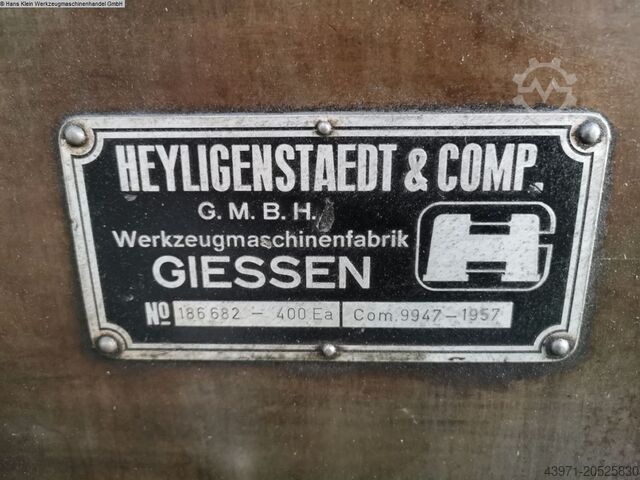 © Hans Klein Werkzeugmaschinenhandel GmbH
HEYLIGENSTAEDT & COMP.
G.M.B.H.
Werkzeugmaschinenfabrik
GIESSEN
No 186682 - 400 Ea Com. 9947-1957
43971-20525830